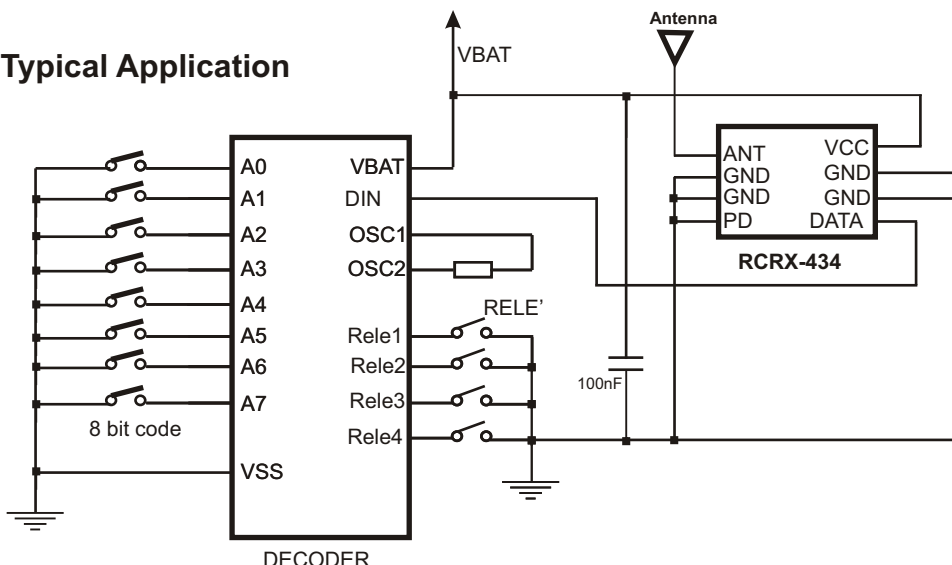 Typical Application
VBAT
Antenna
A0
A1
A2
A3
A4
A5
A6
A7
VSS
8 bit code
VBAT
DIN
OSC1
OSC2
Rele1
Rele2
Rele3
Rele4
DECODER
RELE'
100nF
ANT
GND
GND
PD
VCC
GND
GND
DATA
RCRX-434